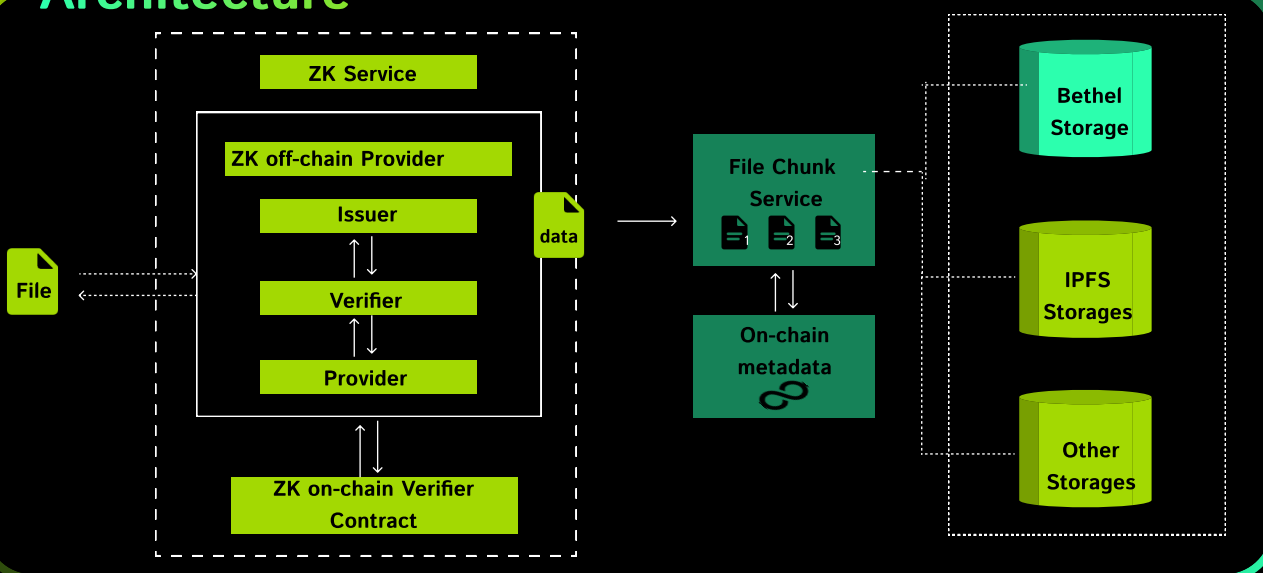 Architecture
ZK Service
ZK off-chain Provider
Issuer
Verifier
Provider
ZK on-chain Verifier
Contract
File
data
File Chunk
Service
1 2 3
On-chain
metadata
Bethel
Storage
IPFS
Storages
Other
Storages